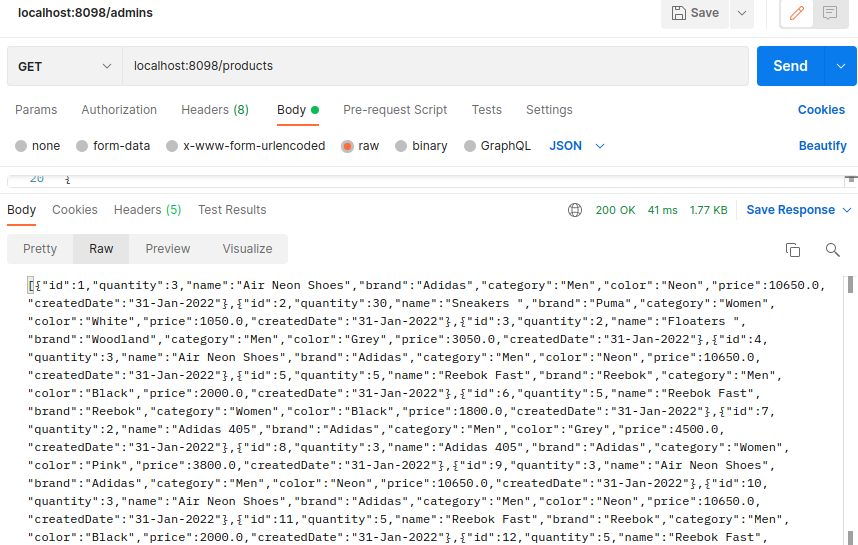 localhost:8098/admins
Save
GET
localhost:8098/products
Send
Params Authorization Headers (8) Body Pre-request Script Tests Settings Cookies
none form-data x-www-form-urlencoded raw binary GraphQL JSON Beautify
20 {
Body Cookies Headers (5) Test Results 200 OK 41 ms 1.77 KB Save Response
Pretty Raw Preview Visualize
[{"id":1,"quantity":3,"name":"Air Neon Shoes","brand":"Adidas","category":"Men","color":"Neon","price":10650.0,
"createdDate":"31-Jan-2022"},{"id":2,"quantity":30,"name":"Sneakers ","brand":"Puma","category":"Women",
"color":"White","price":1050.0,"createdDate":"31-Jan-2022"},{"id":3,"quantity":2,"name":"Floaters ",
"brand":"Woodland","category":"Men","color":"Grey","price":3050.0,"createdDate":"31-Jan-2022"},{"id":4,
"quantity":3,"name":"Air Neon Shoes","brand":"Adidas","category":"Men","color":"Neon","price":10650.0,
"createdDate":"31-Jan-2022"},{"id":5,"quantity":5,"name":"Reebok Fast","brand":"Reebok","category":"Men",
"color":"Black","price":2000.0,"createdDate":"31-Jan-2022"},{"id":6,"quantity":5,"name":"Reebok Fast",
"brand":"Reebok","category":"Women","color":"Black","price":1800.0,"createdDate":"31-Jan-2022"},{"id":7,
"quantity":2,"name":"Adidas 405","brand":"Adidas","category":"Men","color":"Grey","price":4500.0,
"createdDate":"31-Jan-2022"},{"id":8,"quantity":3,"name":"Adidas 405","brand":"Adidas","category":"Women",
"color":"Pink","price":3800.0,"createdDate":"31-Jan-2022"},{"id":9,"quantity":3,"name":"Air Neon Shoes",
"brand":"Adidas","category":"Men","color":"Neon","price":10650.0,"createdDate":"31-Jan-2022"},{"id":10,
"quantity":3,"name":"Air Neon Shoes","brand":"Adidas","category":"Men","color":"Neon","price":10650.0,
"createdDate":"31-Jan-2022"},{"id":11,"quantity":5,"name":"Reebok Fast","brand":"Reebok","category":"Men",
"color":"Black","price":2000.0,"createdDate":"31-Jan-2022"},{"id":12,"quantity":5,"name":"Reebok Fast",